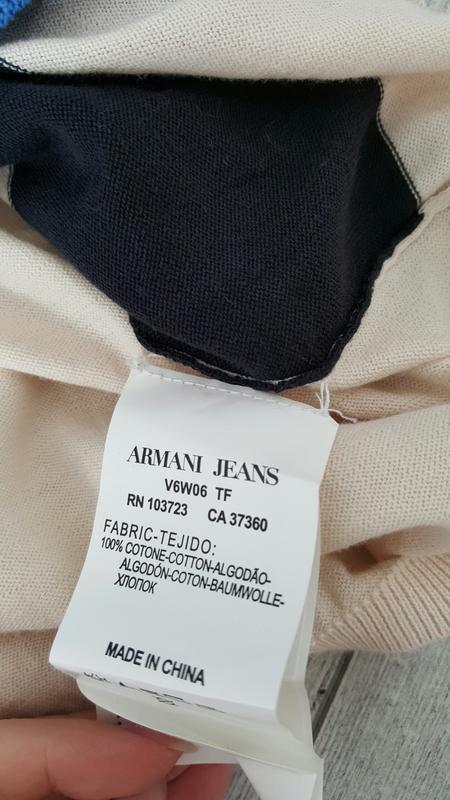 ARMANI JEANS
V6W06 TF
RN 103723 CA 37360
FABRIC-TEJIDO:
100% COTONE-COTTON-ALGODÃO-
ALGODÓN-COTON-BAUMWOLLE-
ХЛОПОК
MADE IN CHINA